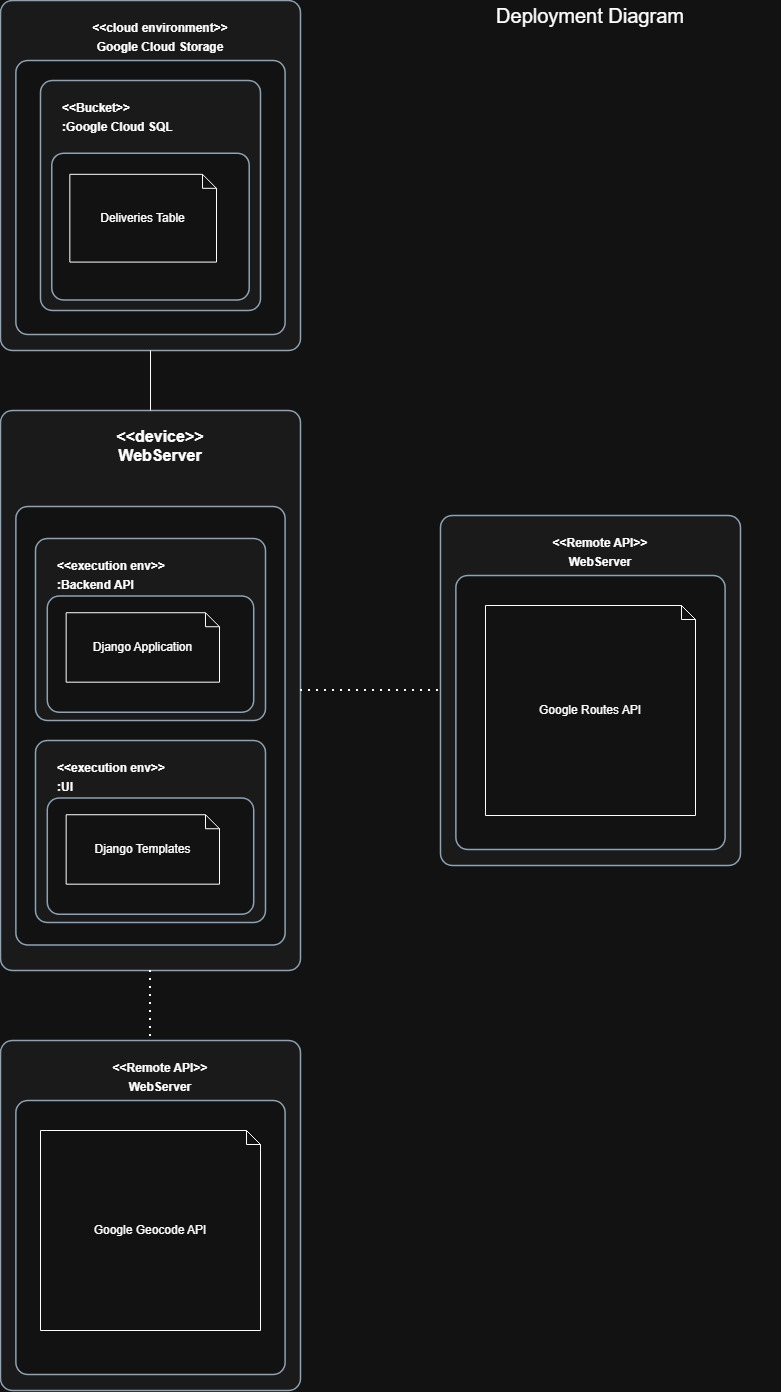 Deployment Diagram
<<cloud environment>>
Google Cloud Storage
<<Bucket>>
:Google Cloud SQL
Deliveries Table
<<device>>
WebServer
<<execution env>>
:Backend API
Django Application
<<execution env>>
:UI
Django Templates
<<Remote API>>
WebServer
Google Routes API
<<Remote API>>
WebServer
Google Geocode API